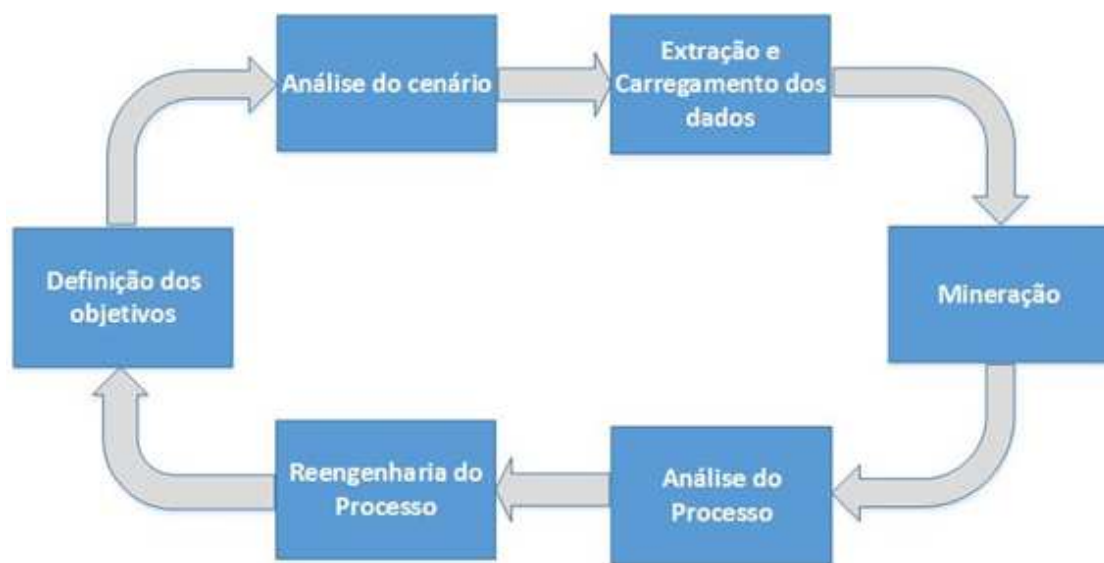 Análise do cenário
Extração e
Carregamento dos
dados
Definição dos
objetivos
Mineração
Reengenharia do
Processo
Análise do
Processo